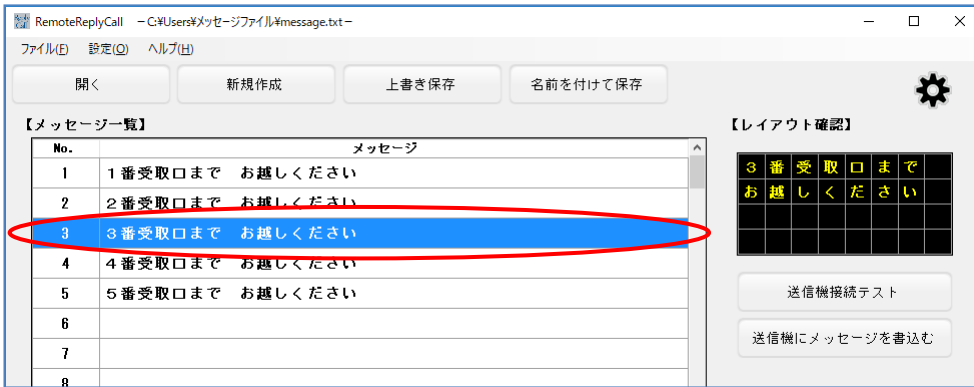 RemoteReplyCall －C:¥Users¥メッセージファイル¥message.txt－
ファイル(F) 設定(O) ヘルプ(H)
開く 新規作成 上書き保存 名前を付けて保存
【メッセージ一覧】
No. メッセージ
1 １番受取口まで　お越しください
2 ２番受取口まで　お越しください
3 ３番受取口まで　お越しください
4 ４番受取口まで　お越しください
5 ５番受取口まで　お越しください
6
7
8
【レイアウト確認】
３番受取口まで
お越しください
送信機接続テスト
送信機にメッセージを書込む